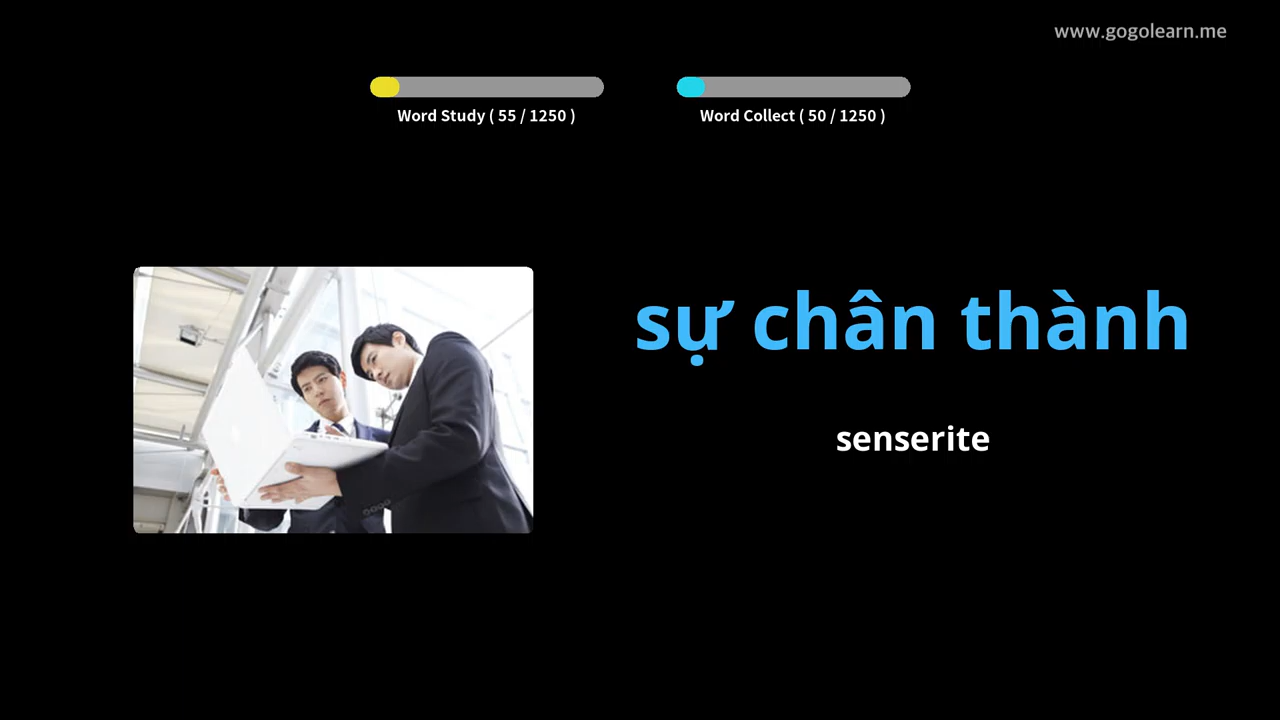 www.gogolearn.me
Word Study ( 55 / 1250 )
Word Collect ( 50 / 1250 )
sự chân thành
senserite